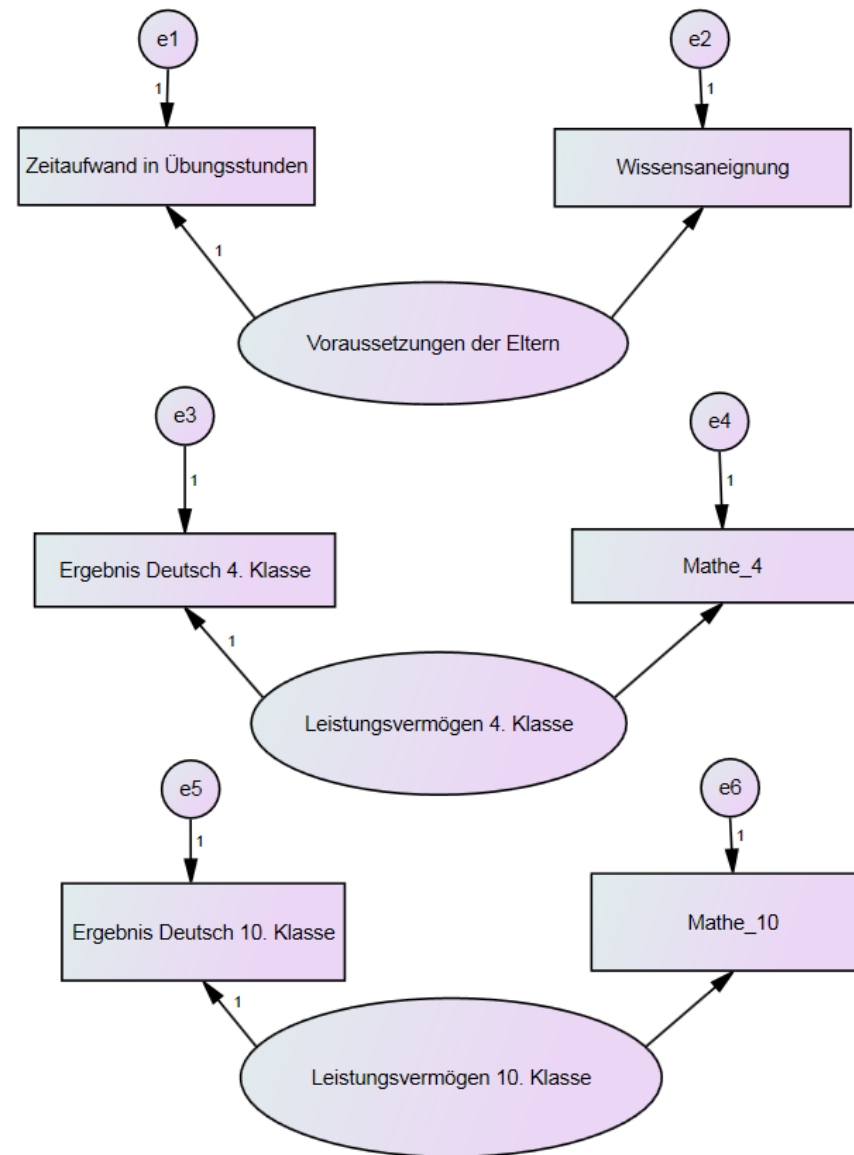 e1
e2
1
1
Zeitaufwand in Übungsstunden
Wissensaneignung
1
Voraussetzungen der Eltern
e3
e4
1
1
Ergebnis Deutsch 4. Klasse
Mathe_4
1
Leistungsvermögen 4. Klasse
e5
e6
1
1
Ergebnis Deutsch 10. Klasse
Mathe_10
1
Leistungsvermögen 10. Klasse